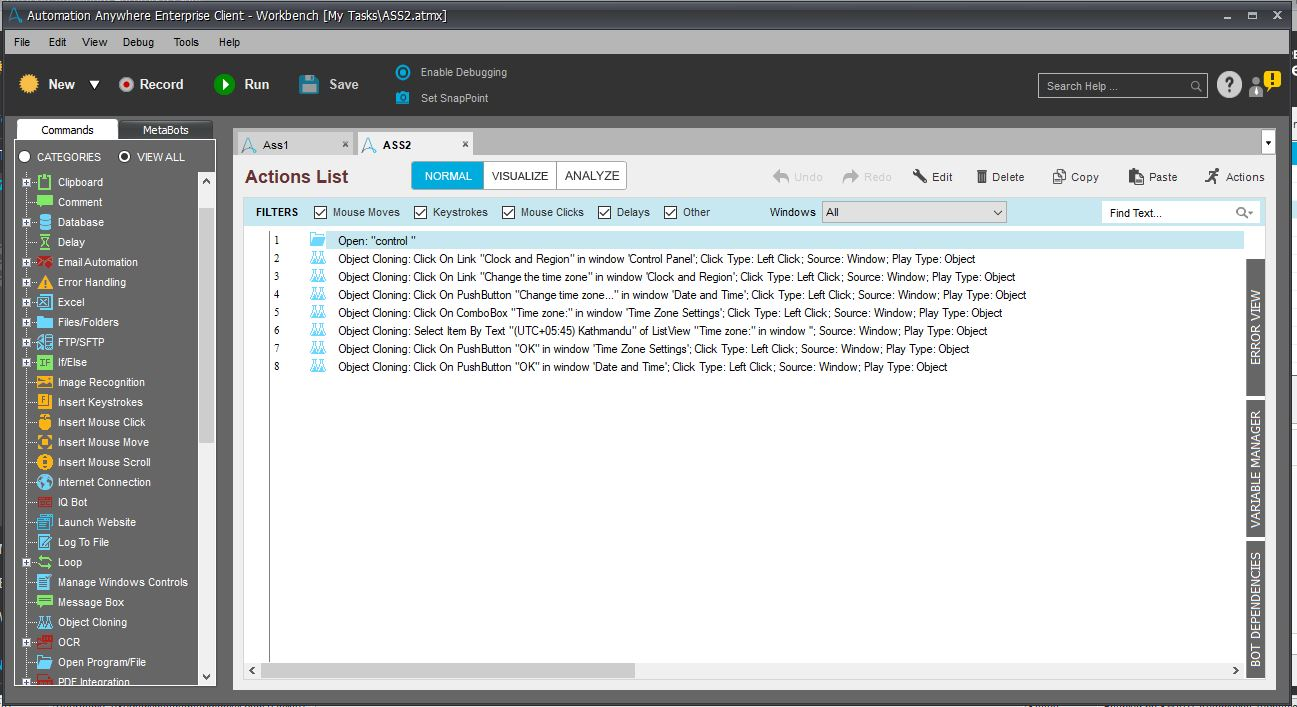 Automation Anywhere Enterprise Client - Workbench [My Tasks\ASS2.atmx]
File Edit View Debug Tools Help
New Record Run Save
Enable Debugging
Set SnapPoint
Search Help ...
?
Commands MetaBots
CATEGORIES VIEW ALL
Clipboard
Comment
Database
Delay
Email Automation
Error Handling
Excel
Files/Folders
FTP/SFTP
If/Else
Image Recognition
Insert Keystrokes
Insert Mouse Click
Insert Mouse Move
Insert Mouse Scroll
Internet Connection
IQ Bot
Launch Website
Log To File
Loop
Manage Windows Controls
Message Box
Object Cloning
OCR
Open Program/File
PDF Integration
Ass1 ASS2
Actions List
NORMAL VISUALIZE ANALYZE
Undo Redo Edit Delete Copy Paste Actions
FILTERS Mouse Moves Keystrokes Mouse Clicks Delays Other Windows All Find Text...
1 Open: "control "
2 Object Cloning: Click On Link "Clock and Region" in window 'Control Panel'; Click Type: Left Click; Source: Window; Play Type: Object
3 Object Cloning: Click On Link "Change the time zone" in window 'Clock and Region'; Click Type: Left Click; Source: Window; Play Type: Object
4 Object Cloning: Click On PushButton "Change time zone..." in window 'Date and Time'; Click Type: Left Click; Source: Window; Play Type: Object
5 Object Cloning: Click On ComboBox "Time zone:" in window 'Time Zone Settings'; Click Type: Left Click; Source: Window; Play Type: Object
6 Object Cloning: Select Item By Text "(UTC+05:45) Kathmandu" of ListView "Time zone:" in window ''; Source: Window; Play Type: Object
7 Object Cloning: Click On PushButton "OK" in window 'Time Zone Settings'; Click Type: Left Click; Source: Window; Play Type: Object
8 Object Cloning: Click On PushButton "OK" in window 'Date and Time'; Click Type: Left Click; Source: Window; Play Type: Object
ERROR VIEW
VARIABLE MANAGER
BOT DEPENDENCIES